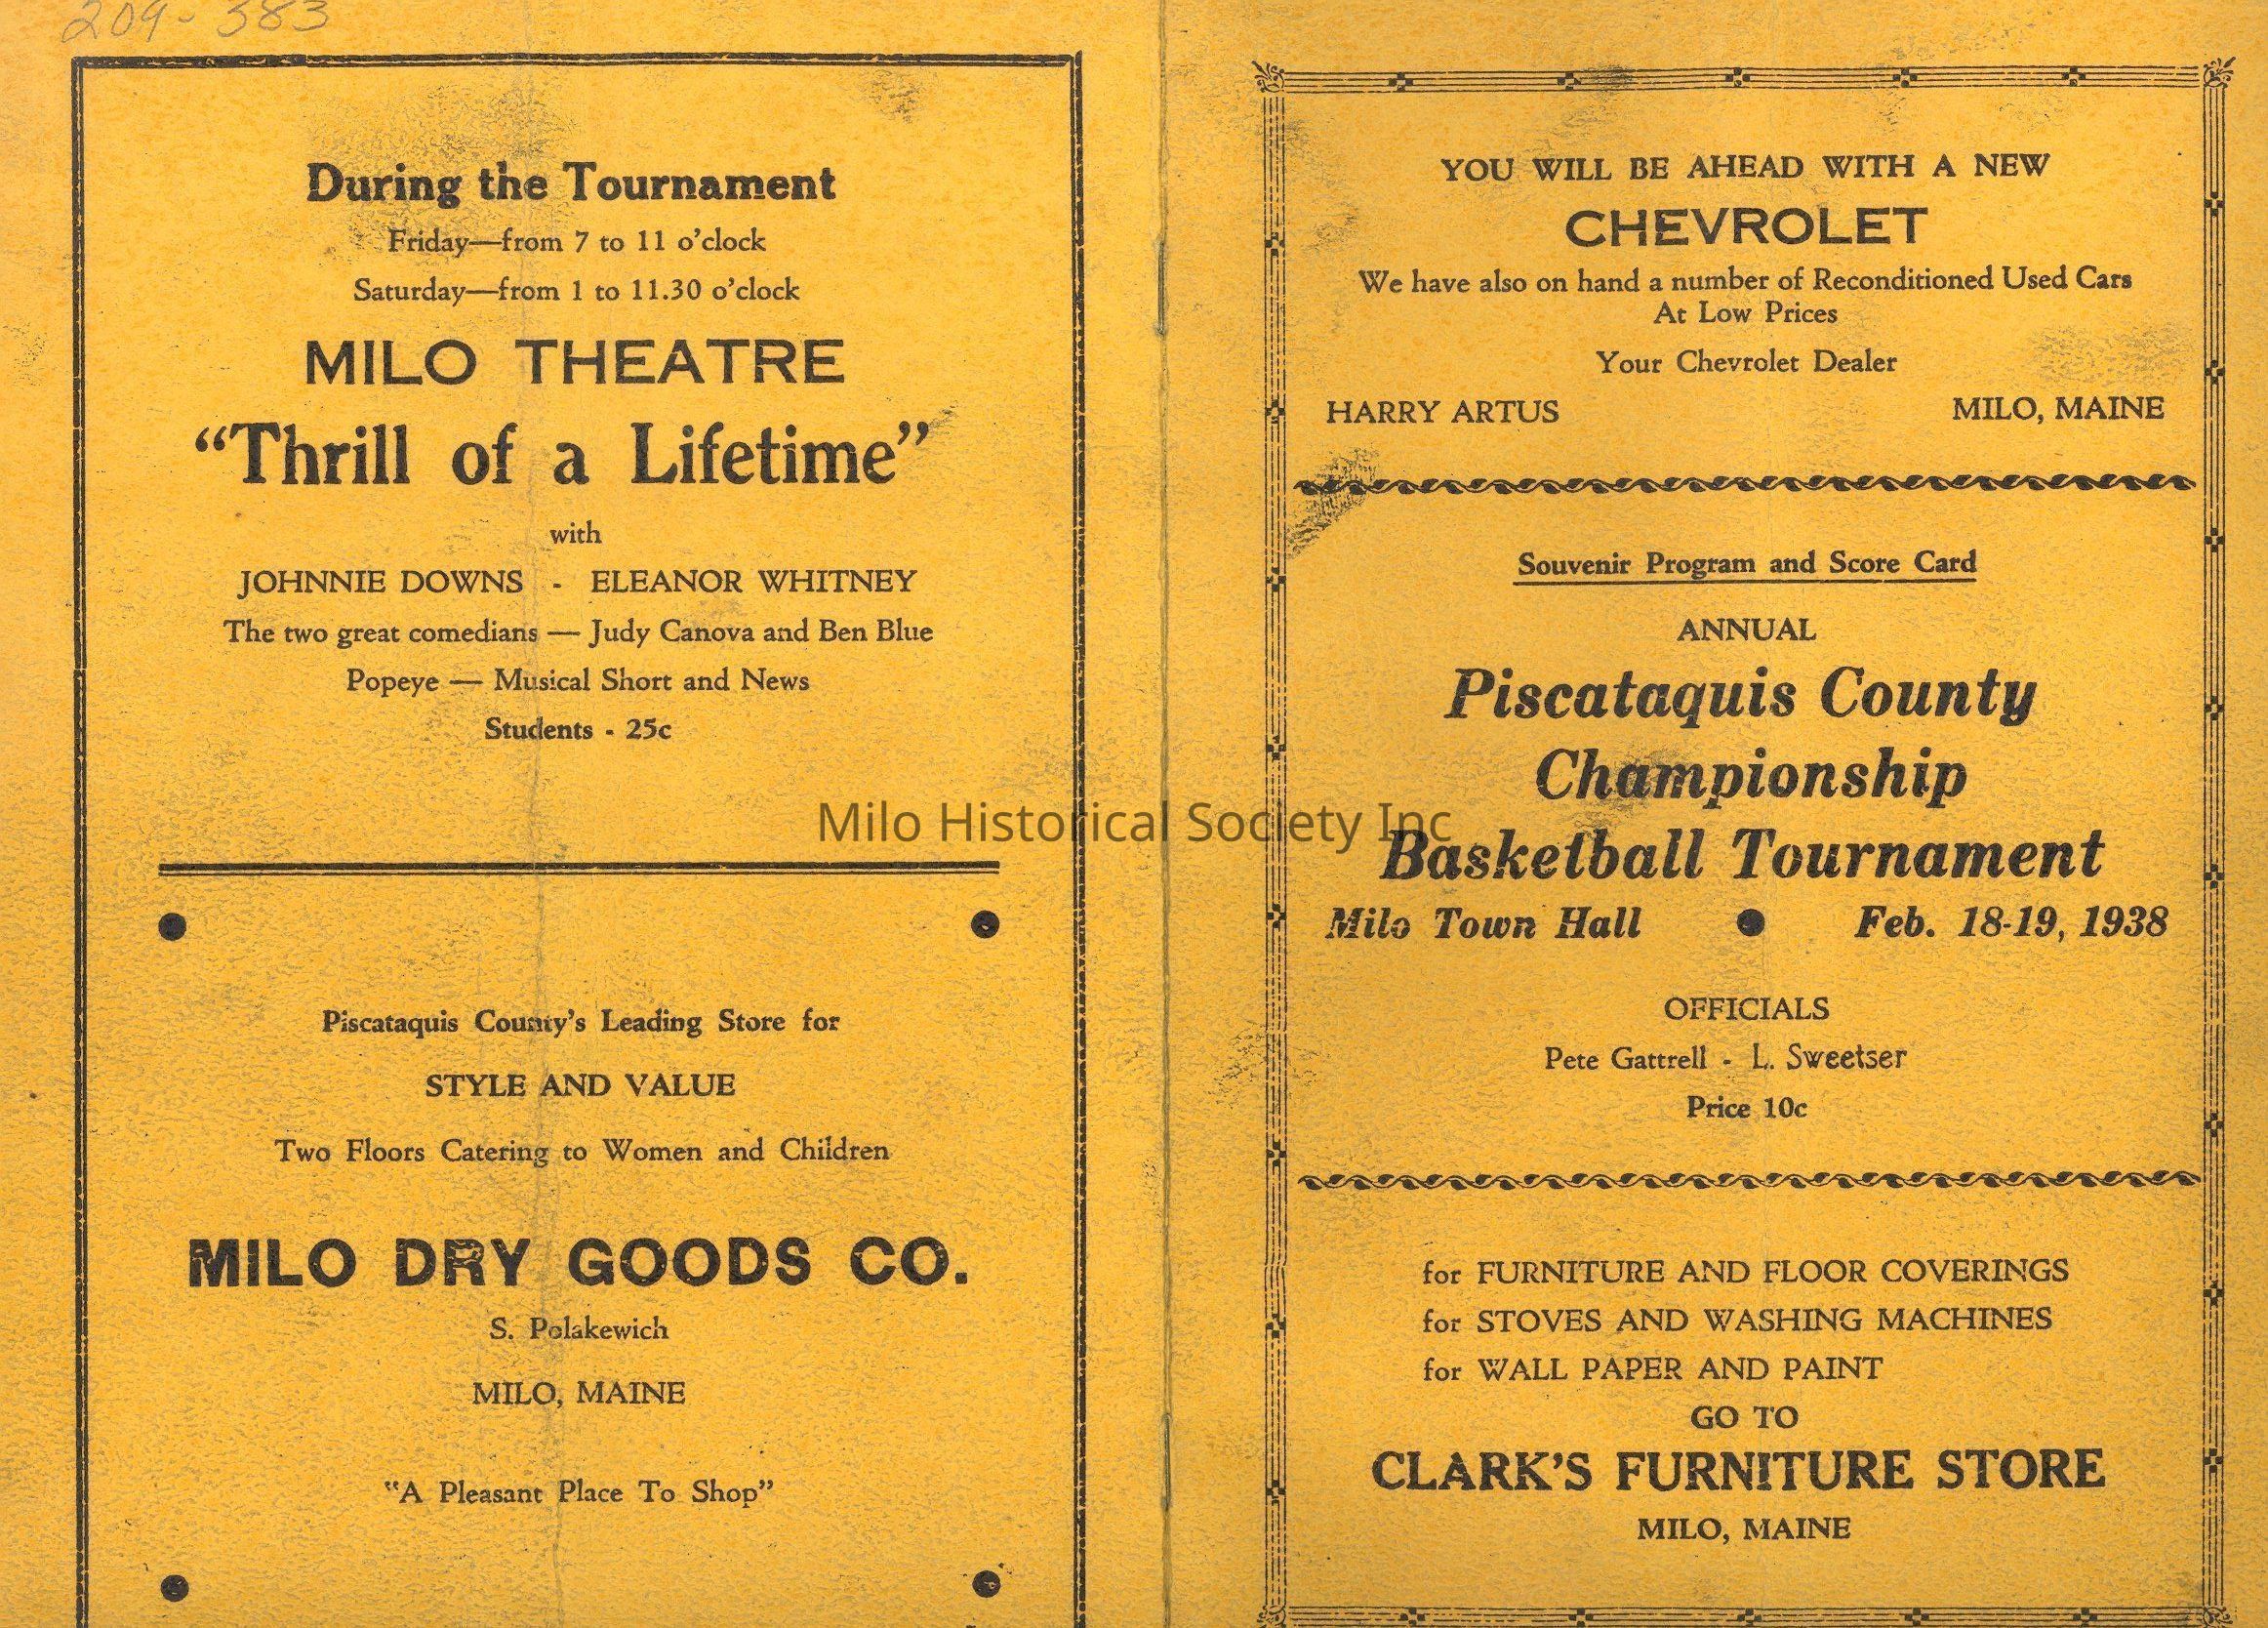 209-383
During the Tournament
Friday—from 7 to 11 o'clock
Saturday—from 1 to 11.30 o'clock
MILO THEATRE
"Thrill of a Lifetime"
with
JOHNNIE DOWNS - ELEANOR WHITNEY
The two great comedians — Judy Canova and Ben Blue
Popeye — Musical Short and News
Students - 25c
Piscataquis County's Leading Store for
STYLE AND VALUE
Two Floors Catering to Women and Children
MILO DRY GOODS CO.
S. Polakewich
MILO, MAINE
"A Pleasant Place To Shop"
YOU WILL BE AHEAD WITH A NEW
CHEVROLET
We have also on hand a number of Reconditioned Used Cars
At Low Prices
Your Chevrolet Dealer
HARRY ARTUS MILO, MAINE
Souvenir Program and Score Card
ANNUAL
Piscataquis County
Championship
Basketball Tournament
Milo Town Hall ● Feb. 18-19, 1938
OFFICIALS
Pete Gattrell - L. Sweetser
Price 10c
for FURNITURE AND FLOOR COVERINGS
for STOVES AND WASHING MACHINES
for WALL PAPER AND PAINT
GO TO
CLARK'S FURNITURE STORE
MILO, MAINE
Milo Historical Society Inc